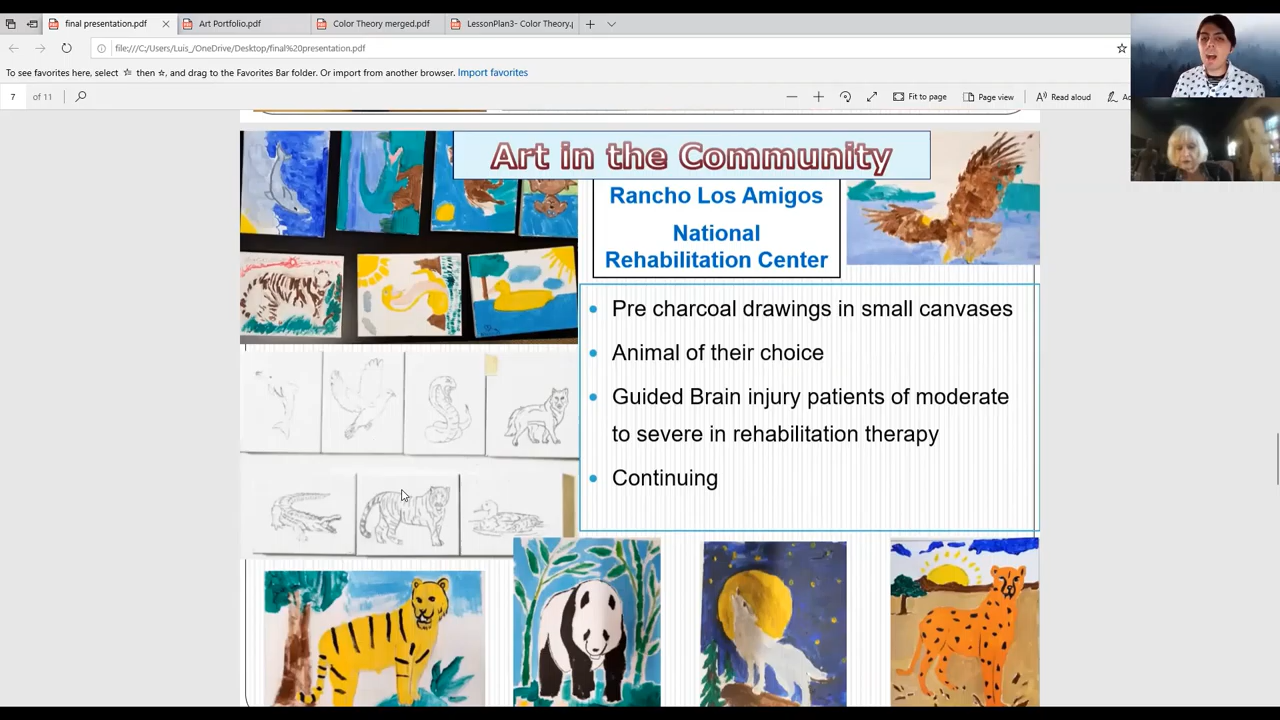 final presentation.pdf
Art Portfolio.pdf
Color Theory merged.pdf
LessonPlan3- Color Theory.p
file:///C:/Users/Luis_/OneDrive/Desktop/final%20presentation.pdf
To see favorites here, select then ☆, and drag to the Favorites Bar folder. Or import from another browser. Import favorites
7 of 11
Fit to page
Page view
Read aloud
Art in the Community
Rancho Los Amigos
National
Rehabilitation Center
• Pre charcoal drawings in small canvases
• Animal of their choice
• Guided Brain injury patients of moderate
to severe in rehabilitation therapy
• Continuing